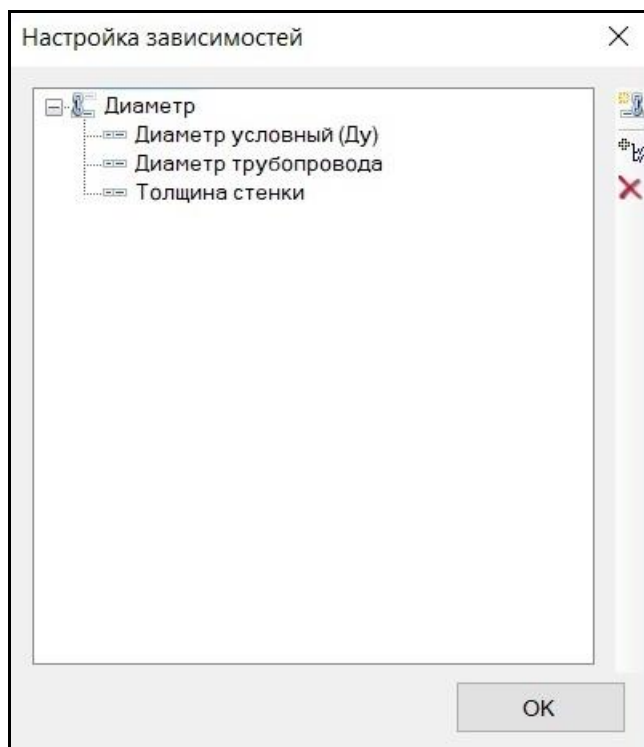 Настройка зависимостей
Диаметр
Диаметр условный (Ду)
Диаметр трубопровода
Толщина стенки
OK